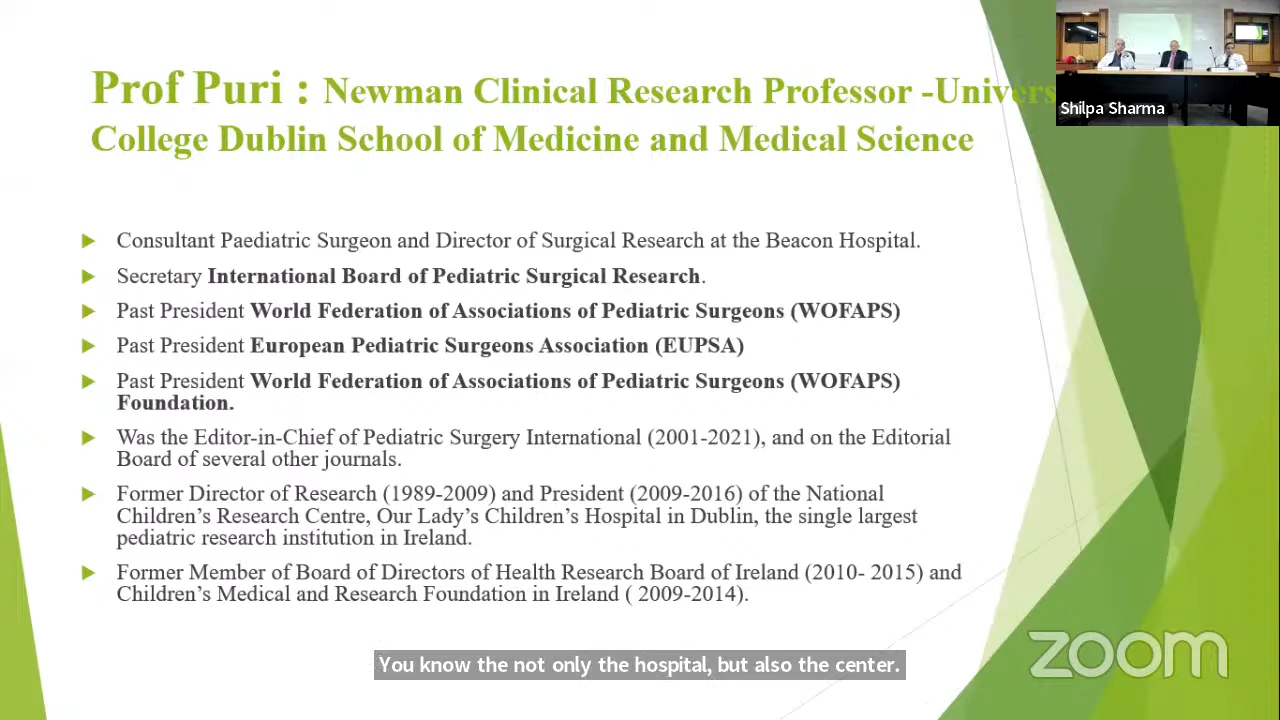 Prof Puri : Newman Clinical Research Professor -Univers
College Dublin School of Medicine and Medical Science
Shilpa Sharma
Consultant Paediatric Surgeon and Director of Surgical Research at the Beacon Hospital.
Secretary International Board of Pediatric Surgical Research.
Past President World Federation of Associations of Pediatric Surgeons (WOFAPS)
Past President European Pediatric Surgeons Association (EUPSA)
Past President World Federation of Associations of Pediatric Surgeons (WOFAPS)
Foundation.
Was the Editor-in-Chief of Pediatric Surgery International (2001-2021), and on the Editorial
Board of several other journals.
Former Director of Research (1989-2009) and President (2009-2016) of the National
Children’s Research Centre, Our Lady’s Children’s Hospital in Dublin, the single largest
pediatric research institution in Ireland.
Former Member of Board of Directors of Health Research Board of Ireland (2010- 2015) and
Children’s Medical and Research Foundation in Ireland ( 2009-2014).
zoom
You know the not only the hospital, but also the center.